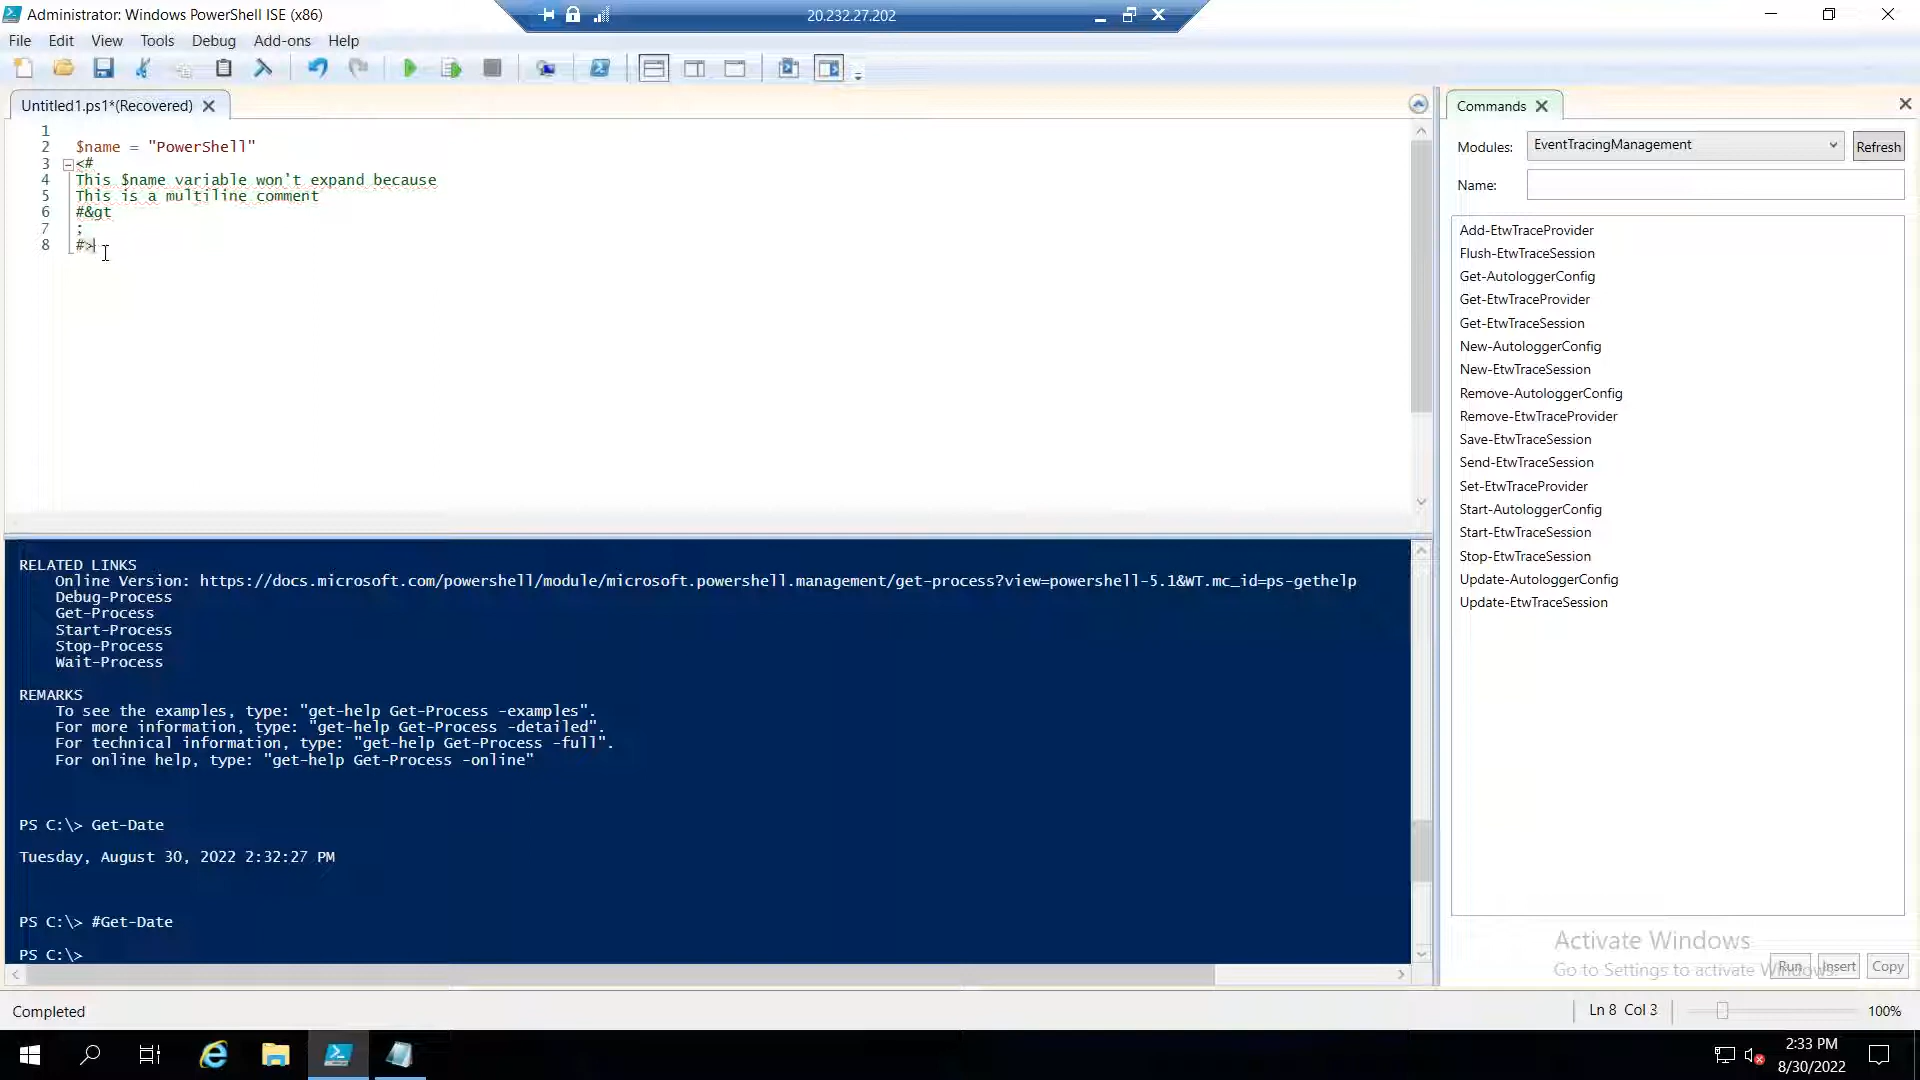 Administrator: Windows PowerShell ISE (x86)
20.232.27.202
File Edit View Tools Debug Add-ons Help
Untitled1.ps1*(Recovered)
1
2 $name = "PowerShell"
3 <#
4 This $name variable won't expand because
5 This is a multiline comment
6 #&gt
7 ;
8 #>
Commands
Modules: EventTracingManagement Refresh
Name:
Add-EtwTraceProvider
Flush-EtwTraceSession
Get-AutologgerConfig
Get-EtwTraceProvider
Get-EtwTraceSession
New-AutologgerConfig
New-EtwTraceSession
Remove-AutologgerConfig
Remove-EtwTraceProvider
Save-EtwTraceSession
Send-EtwTraceSession
Set-EtwTraceProvider
Start-AutologgerConfig
Start-EtwTraceSession
Stop-EtwTraceSession
Update-AutologgerConfig
Update-EtwTraceSession
RELATED LINKS
Online Version: https://docs.microsoft.com/powershell/module/microsoft.powershell.management/get-process?view=powershell-5.1&WT.mc_id=ps-gethelp
Debug-Process
Get-Process
Start-Process
Stop-Process
Wait-Process
REMARKS
To see the examples, type: "get-help Get-Process -examples".
For more information, type: "get-help Get-Process -detailed".
For technical information, type: "get-help Get-Process -full".
For online help, type: "get-help Get-Process -online"
PS C:\> Get-Date
Tuesday, August 30, 2022 2:32:27 PM
PS C:\> #Get-Date
PS C:\>
Activate Windows
Go to Settings to activate Windows.
Run Insert Copy
Completed
Ln 8 Col 3
100%
2:33 PM
8/30/2022